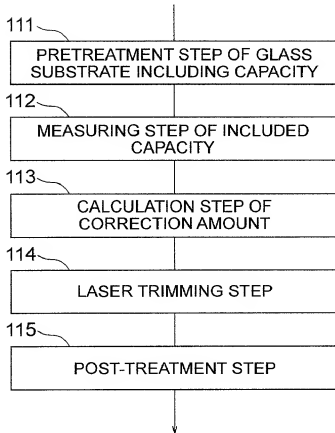 111
PRETREATMENT STEP OF GLASS
SUBSTRATE INCLUDING CAPACITY
112
MEASURING STEP OF INCLUDED
CAPACITY
113
CALCULATION STEP OF
CORRECTION AMOUNT
114
LASER TRIMMING STEP
115
POST-TREATMENT STEP